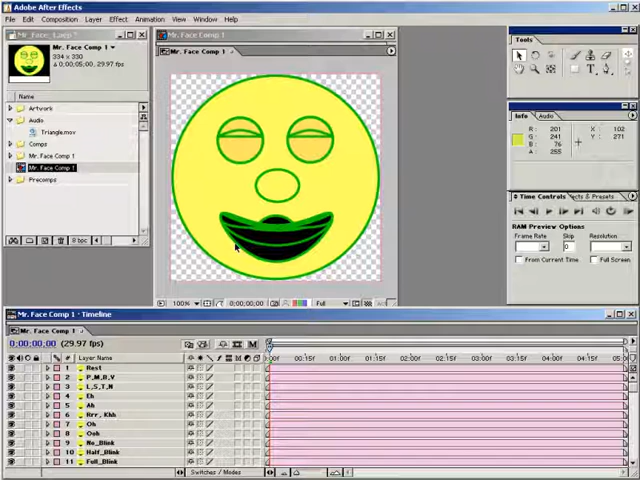 Adobe After Effects
File Edit Composition Layer Effect Animation View Window Help
Mr. Face Comp 1
334 x 330
Δ 0;00;05;00, 29.97 fps
Name
Artwork
Audio
Triangle.mov
Comps
Mr. Face Comp 1
Mr. Face Comp 1
Precomps
8 bpc
Mr. Face Comp 1
Mr. Face Comp 1
100%
0;00;00;00
Full
Tools
Info
Audio
R : 201
G : 241
B : 76
A : 255
X : 102
Y : 271
Time Controls
RAM Preview Options
Frame Rate
Skip
Resolution
0
From Current Time
Full Screen
Mr. Face Comp 1 · Timeline
Mr. Face Comp 1
0;00;00;00 (29.97 fps)
# Layer Name
00:15f 01:00f 01:15f 02:00f 02:15f 03:00f 03:15f 04:00f 04:15f
1 Rest
2 P,M,B,V
3 L,S,T,N
4 Eh
5 Ah
6 Rrr, Khh
7 Oh
8 Ooh
9 No_Blink
10 Half_Blink
11 Full_Blink
Switches / Modes